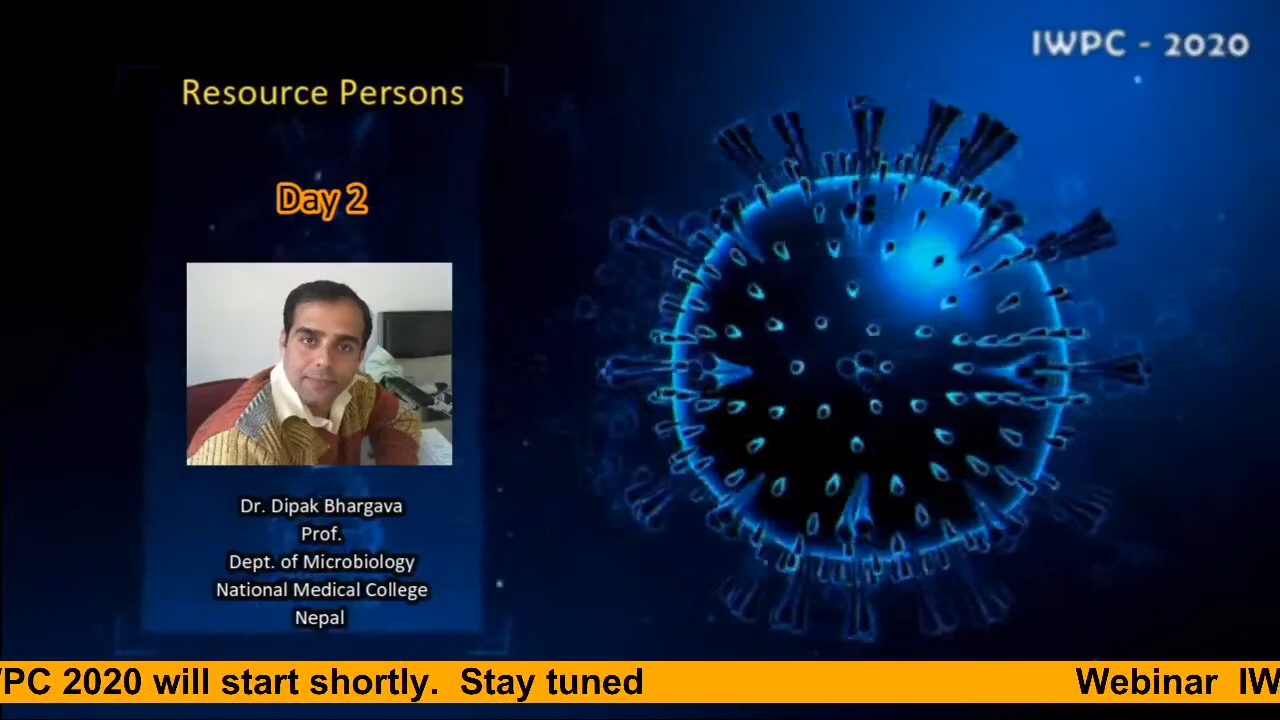 IWPC - 2020
Resource Persons
Day 2
Dr. Dipak Bhargava
Prof.
Dept. of Microbiology
National Medical College
Nepal
WPC 2020 will start shortly. Stay tuned Webinar IW